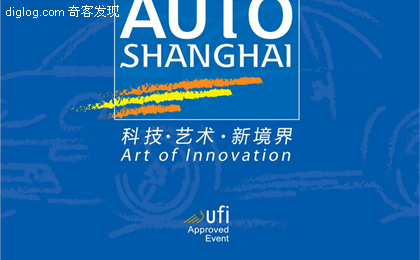 diglog.com 奇客发现
AUTO
SHANGHAI
科技·艺术·新境界
Art of Innovation
ufi
Approved
Event